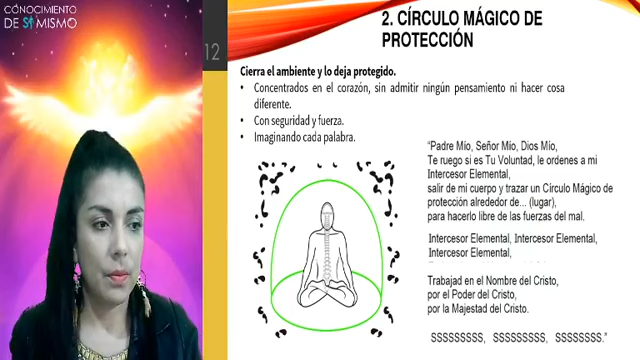 CONOCIMIENTO
DE SÍ MISMO
12
2. CÍRCULO MÁGICO DE
PROTECCIÓN
Cierra el ambiente y lo deja protegido.
• Concentrados en el corazón, sin admitir ningún pensamiento ni hacer cosa
diferente.
• Con seguridad y fuerza.
• Imaginando cada palabra.
“Padre Mío, Señor Mío, Dios Mío,
Te ruego si es Tu Voluntad, le ordenes a mi
Intercesor Elemental,
salir de mi cuerpo y trazar un Círculo Mágico de
protección alrededor de... (lugar),
para hacerlo libre de las fuerzas del mal.
Intercesor Elemental, Intercesor Elemental,
Intercesor Elemental,
Trabajad en el Nombre del Cristo,
por el Poder del Cristo,
por la Majestad del Cristo.
SSSSSSSSS, SSSSSSSSS, SSSSSSSS.”